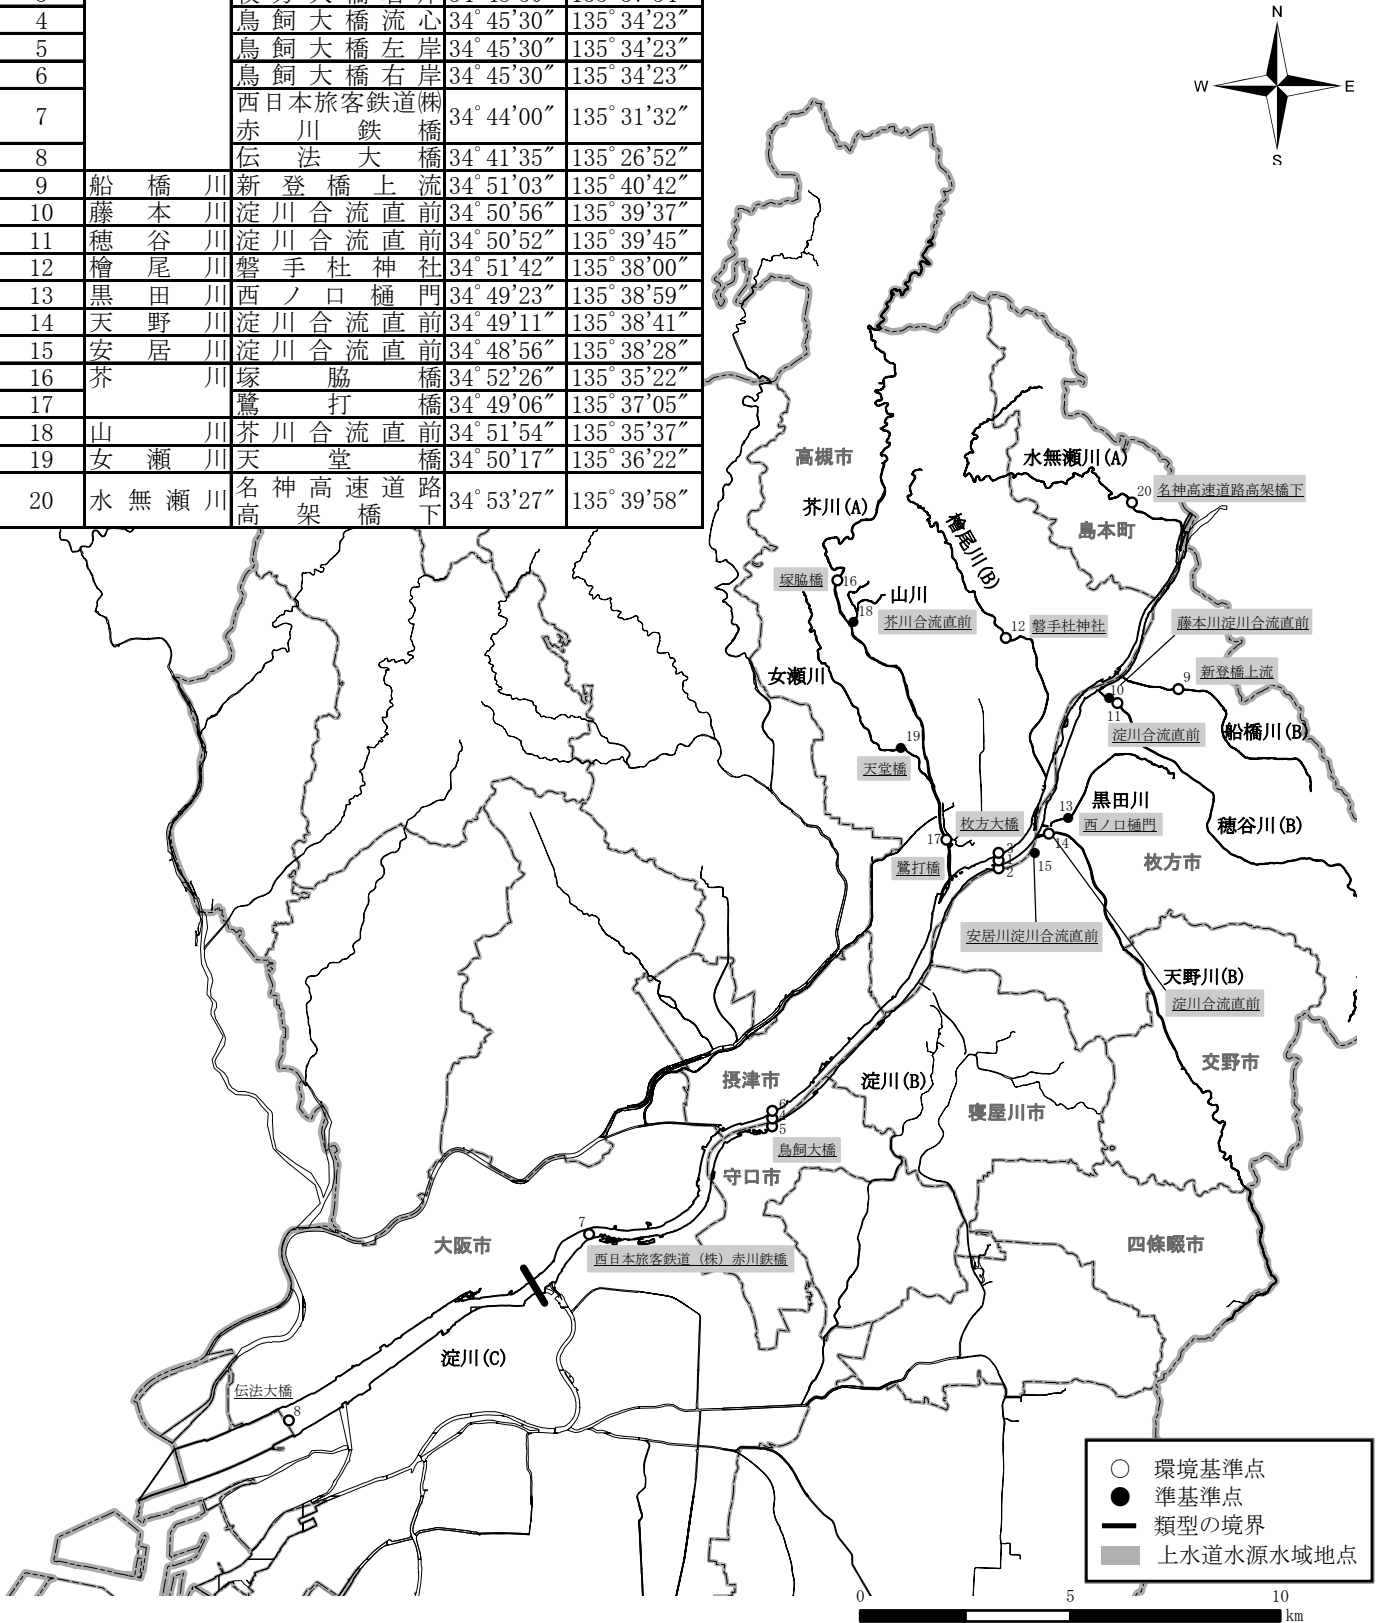 4 鳥飼大橋流心 34°45′30″ 135°34′23″
5 鳥飼大橋左岸 34°45′30″ 135°34′23″
6 鳥飼大橋右岸 34°45′30″ 135°34′23″
7 西日本旅客鉄道㈱赤川鉄橋 34°44′00″ 135°31′32″
8 伝法大橋 34°41′35″ 135°26′52″
9 船橋川 新登橋上流 34°51′03″ 135°40′42″
10 藤本川 淀川合流直前 34°50′56″ 135°39′37″
11 穂谷川 淀川合流直前 34°50′52″ 135°39′45″
12 檜尾川 磐手杜神社 34°51′42″ 135°38′00″
13 黒田川 西ノ口樋門 34°49′23″ 135°38′59″
14 天野川 淀川合流直前 34°49′11″ 135°38′41″
15 安居川 淀川合流直前 34°48′56″ 135°38′28″
16 芥川 塚脇橋 34°52′26″ 135°35′22″
17 鷺打橋 34°49′06″ 135°37′05″
18 山川 芥川合流直前 34°51′54″ 135°35′37″
19 女瀬川 天堂橋 34°50′17″ 135°36′22″
20 水無瀬川 名神高速道路高架橋下 34°53′27″ 135°39′58″
N
W
E
S
高槻市
水無瀬川(A)
20 名神高速道路高架橋下
芥川(A)
島本町
檜尾川(B)
塚脇橋
16
山川
18
芥川合流直前
12
磐手杜神社
藤本川淀川合流直前
女瀬川
9
新登橋上流
10
11
淀川合流直前
船橋川(B)
19
天堂橋
13
黒田川
西ノ口樋門
枚方大橋
17
3
1
2
14
15
鷺打橋
穂谷川(B)
枚方市
安居川淀川合流直前
天野川(B)
淀川合流直前
交野市
摂津市
淀川(B)
寝屋川市
6
4
5
鳥飼大橋
守口市
7
大阪市
西日本旅客鉄道（株）赤川鉄橋
四條畷市
淀川(C)
伝法大橋
8
○ 環境基準点
● 準基準点
類型の境界
上水道水源水域地点
0 5 10
km